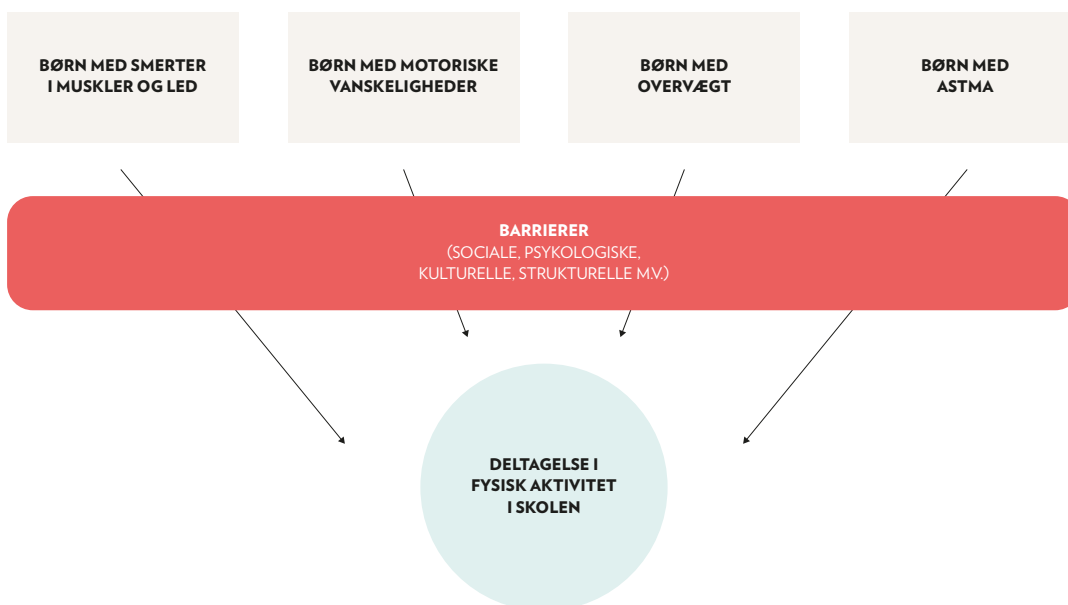 BØRN MED SMERTER
I MUSKLER OG LED
BØRN MED MOTORISKE
VANSKELIGHEDER
BØRN MED
OVERVÆGT
BØRN MED
ASTMA
BARRIERER
(SOCIALE, PSYKOLOGISKE,
KULTURELLE, STRUKTURELLE M.V.)
DELTAGELSE I
FYSISK AKTIVITET
I SKOLEN